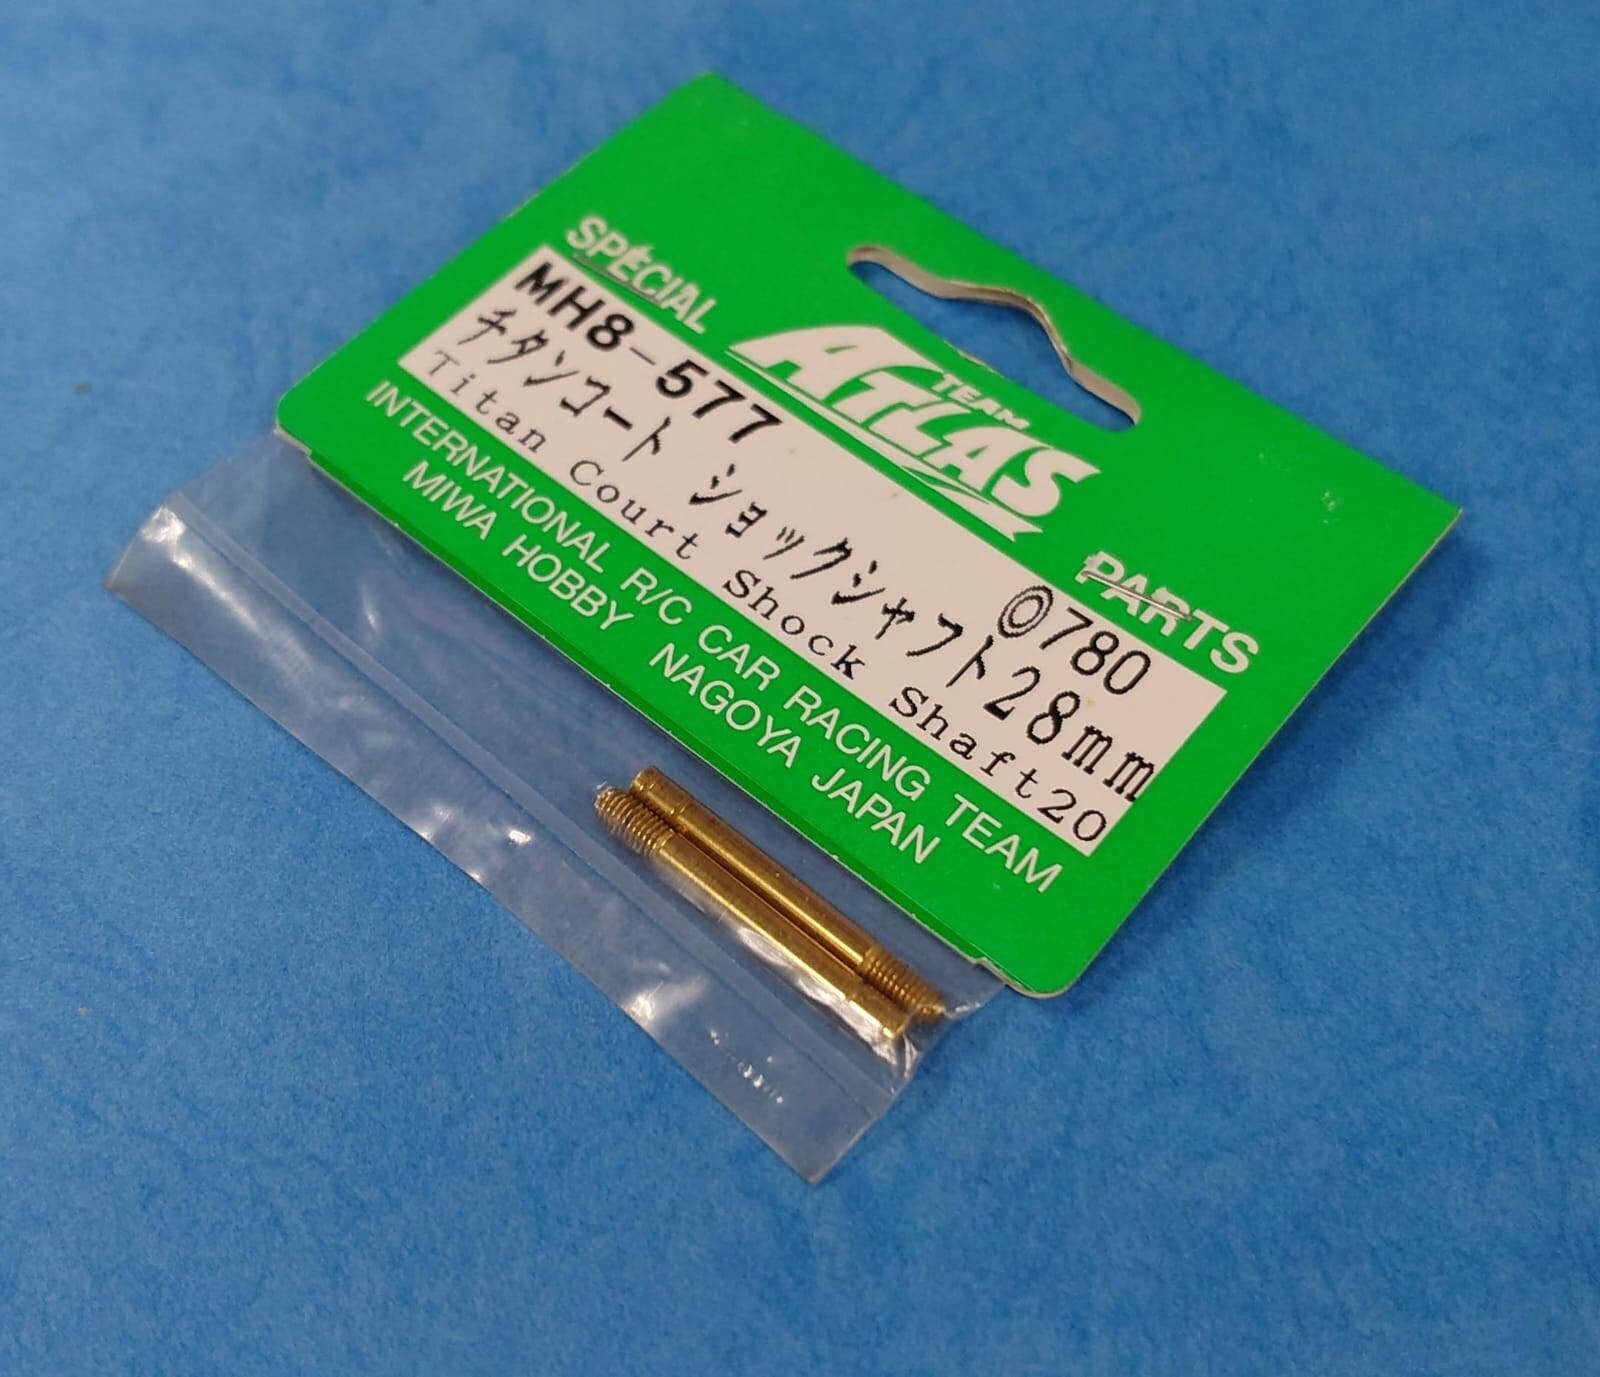 SPÉCIAL
TEAM
ATLAS
PARTS
MH8-577 ◎780
チタンコート ショックシャフト28mm
Titan Court Shock Shaft20
INTERNATIONAL R/C CAR RACING TEAM
MIWA HOBBY NAGOYA JAPAN